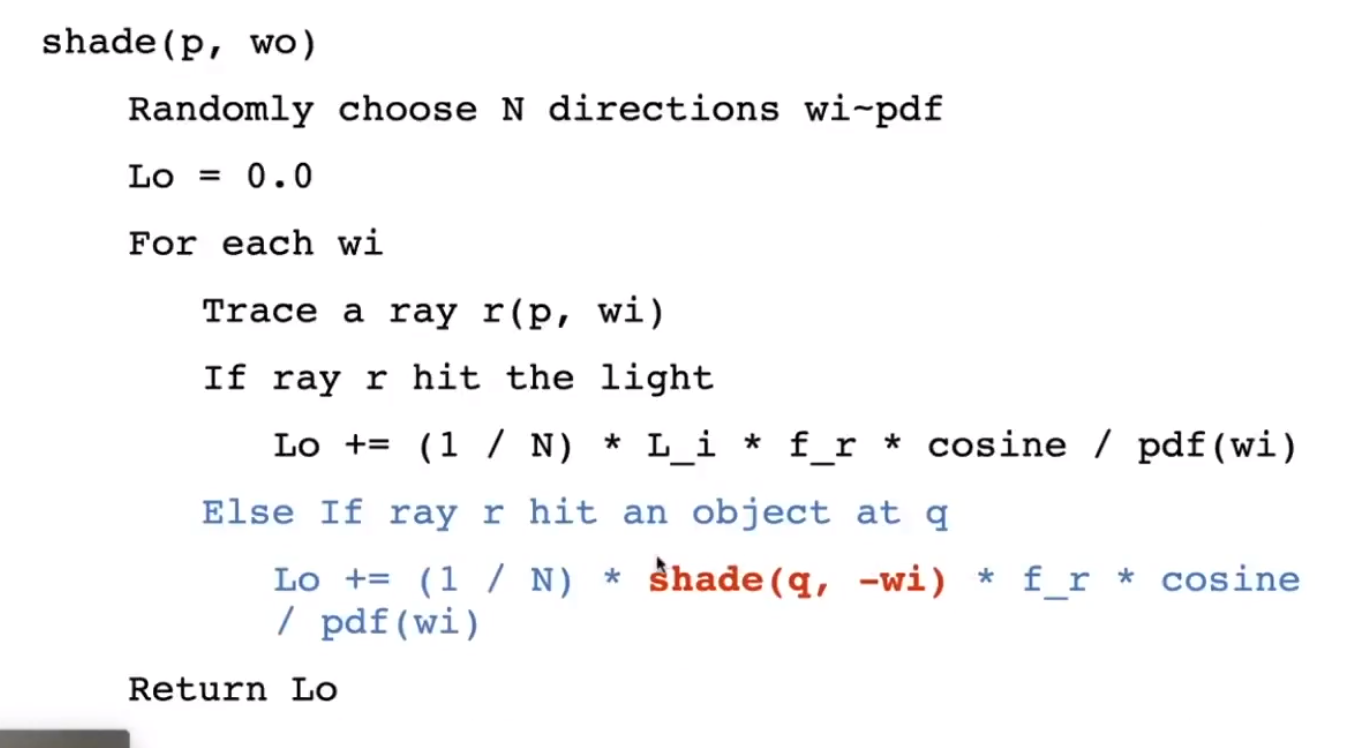 shade(p, wo)
Randomly choose N directions wi~pdf
Lo = 0.0
For each wi
Trace a ray r(p, wi)
If ray r hit the light
Lo += (1 / N) * L_i * f_r * cosine / pdf(wi)
Else If ray r hit an object at q
Lo += (1 / N) * shade(q, -wi) * f_r * cosine
/ pdf(wi)
Return Lo